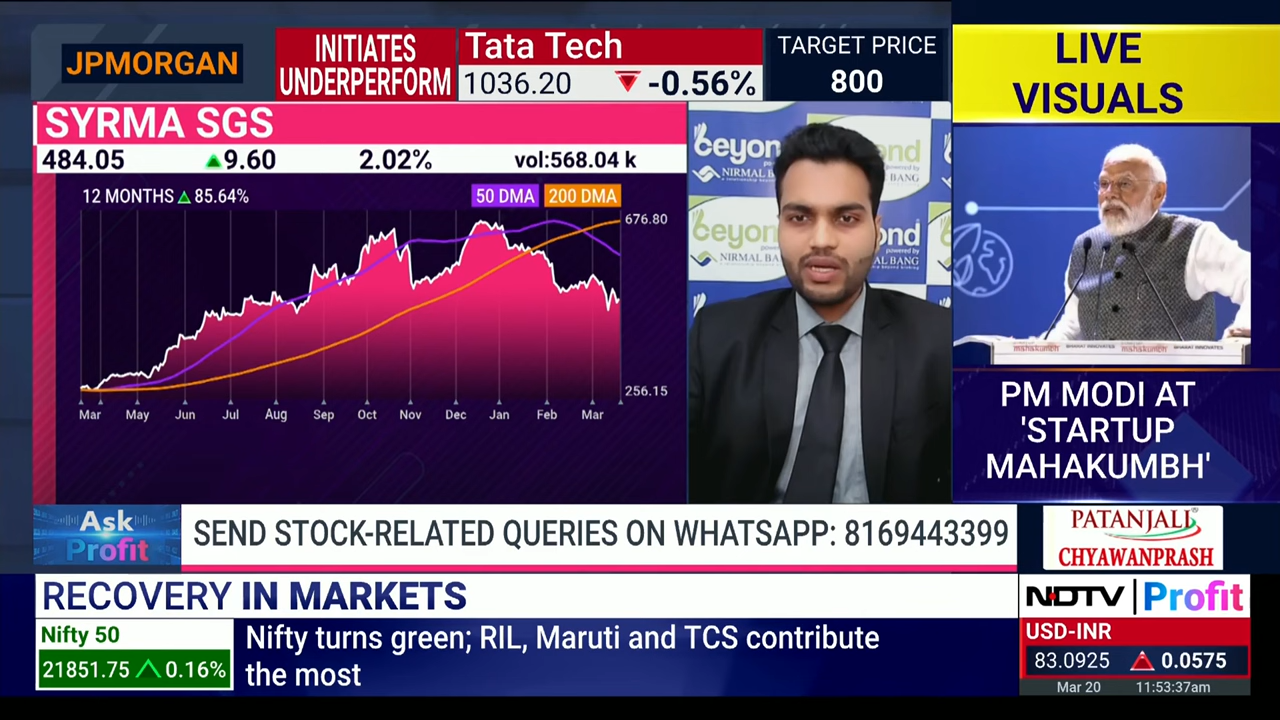 JPMORGAN
INITIATES
UNDERPERFORM
Tata Tech
1036.20 -0.56%
TARGET PRICE
800
LIVE
VISUALS
SYRMA SGS
484.05 9.60 2.02% vol:568.04 k
12 MONTHS 85.64%
50 DMA 200 DMA
676.80
256.15
Mar May Jun Jul Aug Sep Oct Nov Dec Jan Feb Mar
beyond
powered by
NIRMAL BANG
PM MODI AT
'STARTUP
MAHAKUMBH'
Ask
Profit
SEND STOCK-RELATED QUERIES ON WHATSAPP: 8169443399
PATANJALI
CHYAWANPRASH
RECOVERY IN MARKETS
NDTV Profit
Nifty 50
21851.75 0.16%
Nifty turns green; RIL, Maruti and TCS contribute
the most
USD-INR
83.0925 0.0575
Mar 20 11:53:37am